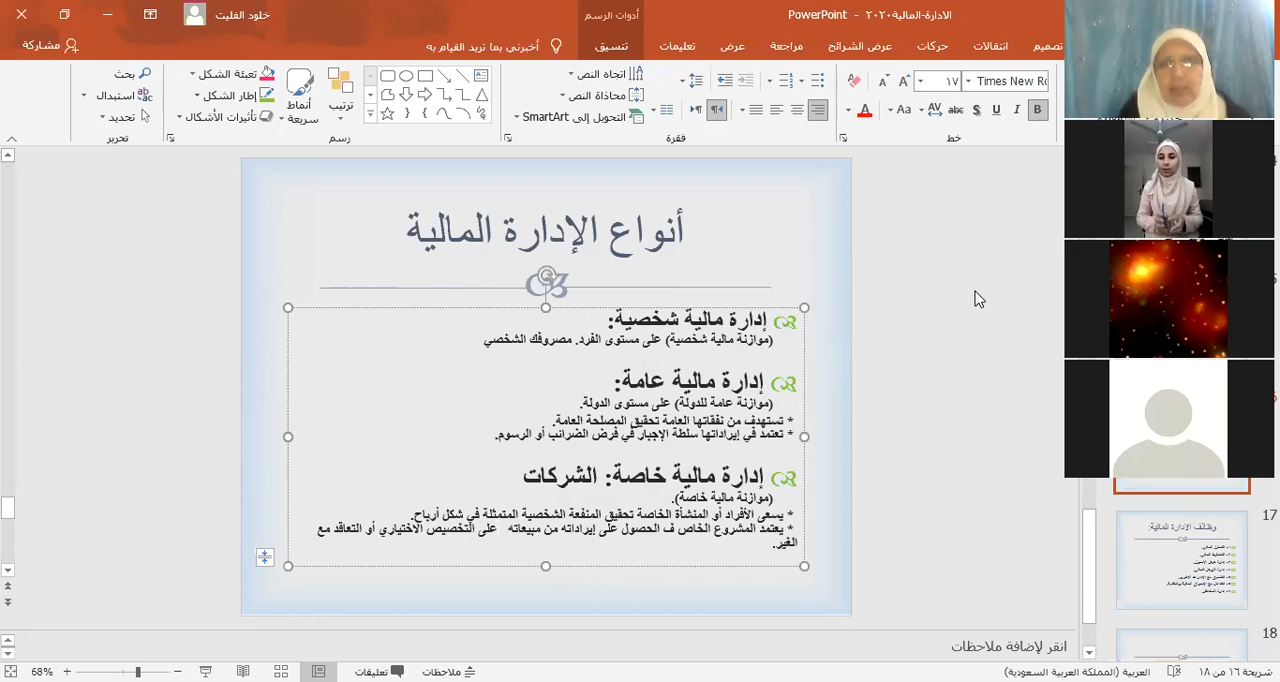 الادارة-المالية٢٠٢٠ - PowerPoint
أدوات الرسم
خلود الفليت
تصميم
انتقالات
حركات
عرض الشرائح
مراجعة
عرض
تعليمات
تنسيق
أخبرني بما تريد القيام به
مشاركة
Times New Ro
١٧
B I U S abc AV Aa A
خط
اتجاه النص
محاذاة النص
التحويل إلى SmartArt
فقرة
ترتيب
أنماط سريعة
تعبئة الشكل
إطار الشكل
تأثيرات الأشكال
رسم
بحث
استبدال
تحديد
تحرير
أنواع الإدارة المالية
إدارة مالية شخصية:
(موازنة مالية شخصية) على مستوى الفرد. مصروفك الشخصي
إدارة مالية عامة:
(موازنة عامة للدولة) على مستوى الدولة.
* تستهدف من نفقاتها العامة تحقيق المصلحة العامة.
* تعتمد في إيراداتها سلطة الإجبار في فرض الضرائب أو الرسوم.
إدارة مالية خاصة: الشركات
(موازنة مالية خاصة).
* يسعى الأفراد أو المنشأة الخاصة تحقيق المنفعة الشخصية المتمثلة في شكل أرباح.
* يعتمد المشروع الخاص ف الحصول على إيراداته من مبيعاته على التخصيص الاختياري أو التعاقد مع
الغير.
17
وظائف الإدارة المالية:
18
انقر لإضافة ملاحظات
شريحة ١٦ من ١٨
العربية (المملكة العربية السعودية)
ملاحظات
تعليقات
68%